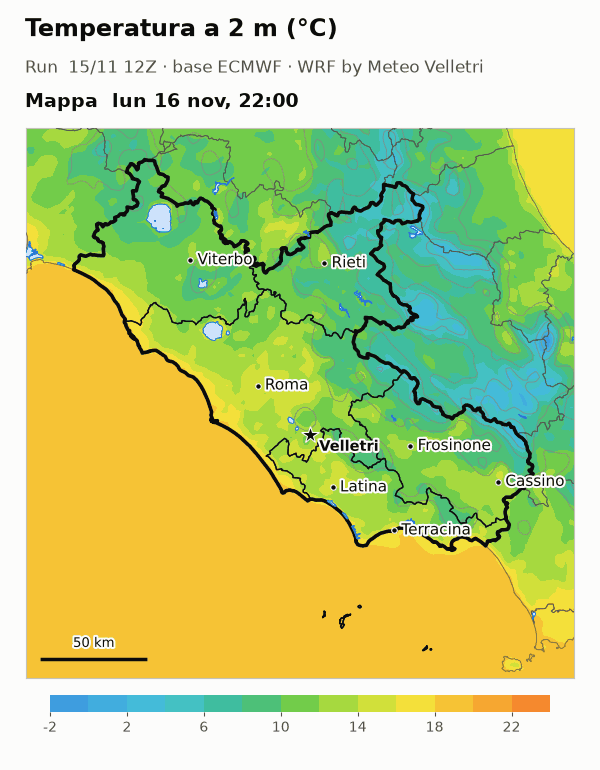 Temperatura a 2 m (°C)
Run  15/11 12Z · base ECMWF · WRF by Meteo Velletri
Mappa  lun 16 nov, 22:00
Viterbo
Rieti
Roma
Velletri
Frosinone
Latina
Cassino
Terracina
50 km
-2 2 6 10 14 18 22